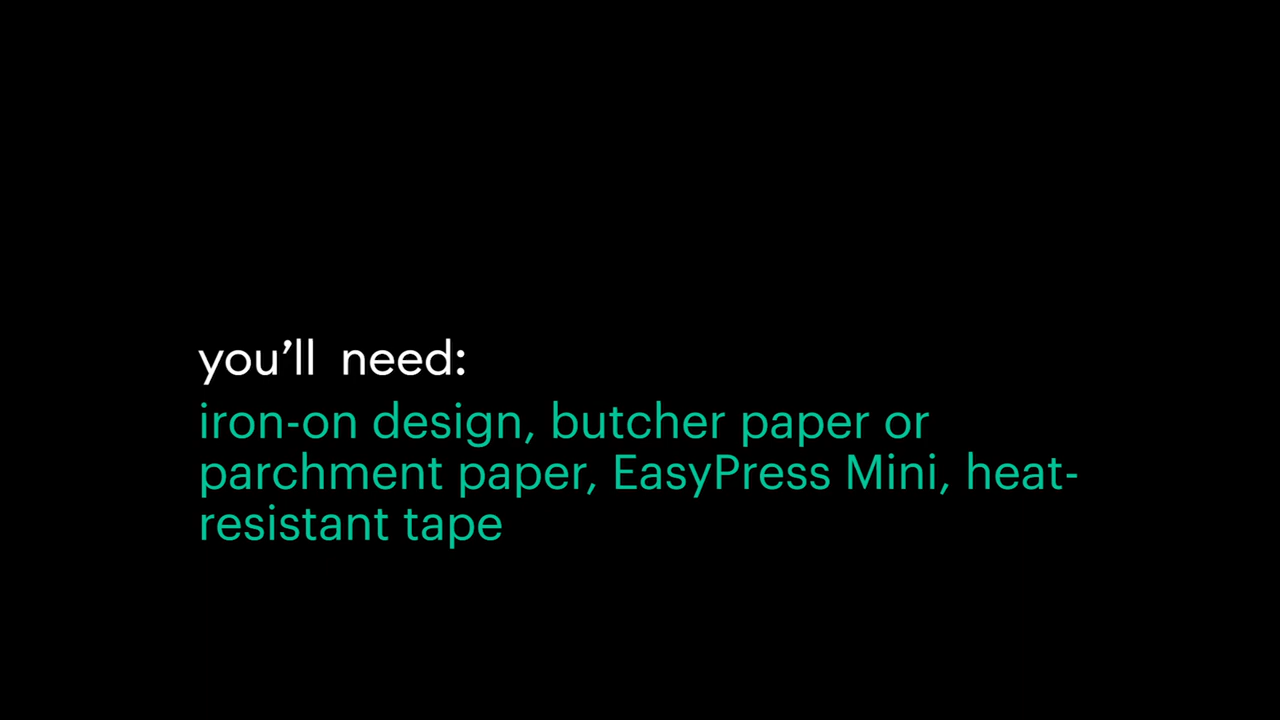 you’ll need:
iron-on design, butcher paper or
parchment paper, EasyPress Mini, heat-
resistant tape